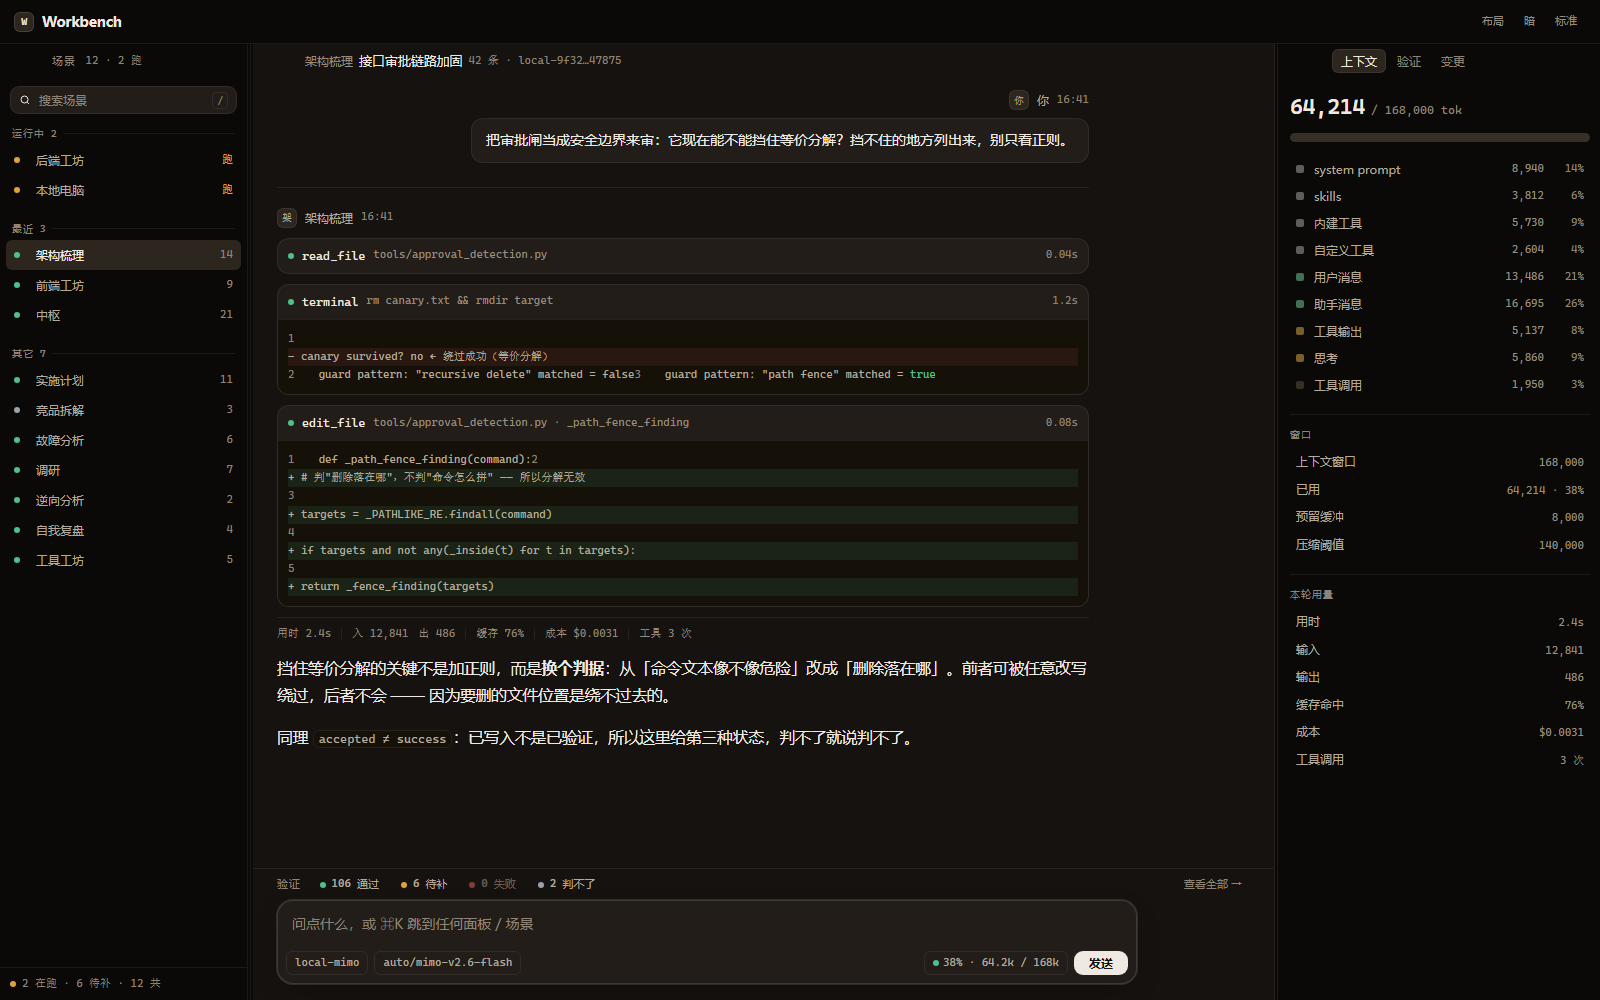 W Workbench
布局 暗 标准
场景 12 · 2 跑
搜索场景 /
运行中 2
后端工坊 跑
本地电脑 跑
最近 3
架构梳理 14
前端工坊 9
中枢 21
其它 7
实施计划 11
竞品拆解 3
故障分析 6
调研 7
逆向分析 2
自我复盘 4
工具工坊 5
2 在跑 · 6 待补 · 12 共
架构梳理 接口审批链路加固 42 条 · local-9f32…47875
你 你 16:41
把审批闸当成安全边界来审：它现在能不能挡住等价分解？挡不住的地方列出来，别只看正则。
架 架构梳理 16:41
read_file tools/approval_detection.py 0.04s
terminal rm canary.txt && rmdir target 1.2s
1
− canary survived? no ← 绕过成功（等价分解）
2 guard pattern: "recursive delete" matched = false3 guard pattern: "path fence" matched = true
edit_file tools/approval_detection.py · _path_fence_finding 0.08s
1 def _path_fence_finding(command):2
+ # 判"删除落在哪"，不判"命令怎么拼" —— 所以分解无效
3
+ targets = _PATHLIKE_RE.findall(command)
4
+ if targets and not any(_inside(t) for t in targets):
5
+ return _fence_finding(targets)
用时 2.4s 入 12,841 出 486 缓存 76% 成本 $0.0031 工具 3 次
挡住等价分解的关键不是加正则，而是换个判据：从「命令文本像不像危险」改成「删除落在哪」。前者可被任意改写
绕过，后者不会 —— 因为要删的文件位置是绕不过去的。
同理 accepted ≠ success：已写入不是已验证，所以这里给第三种状态，判不了就说判不了。
验证 106 通过 6 待补 0 失败 2 判不了 查看全部 →
问点什么，或 ⌘K 跳到任何面板 / 场景
local-mimo auto/mimo-v2.6-flash 38% · 64.2k / 168k 发送
上下文 验证 变更
64,214 / 168,000 tok
system prompt 8,940 14%
skills 3,812 6%
内建工具 5,730 9%
自定义工具 2,604 4%
用户消息 13,486 21%
助手消息 16,695 26%
工具输出 5,137 8%
思考 5,860 9%
工具调用 1,950 3%
窗口
上下文窗口 168,000
已用 64,214 · 38%
预留缓冲 8,000
压缩阈值 140,000
本轮用量
用时 2.4s
输入 12,841
输出 486
缓存命中 76%
成本 $0.0031
工具调用 3 次